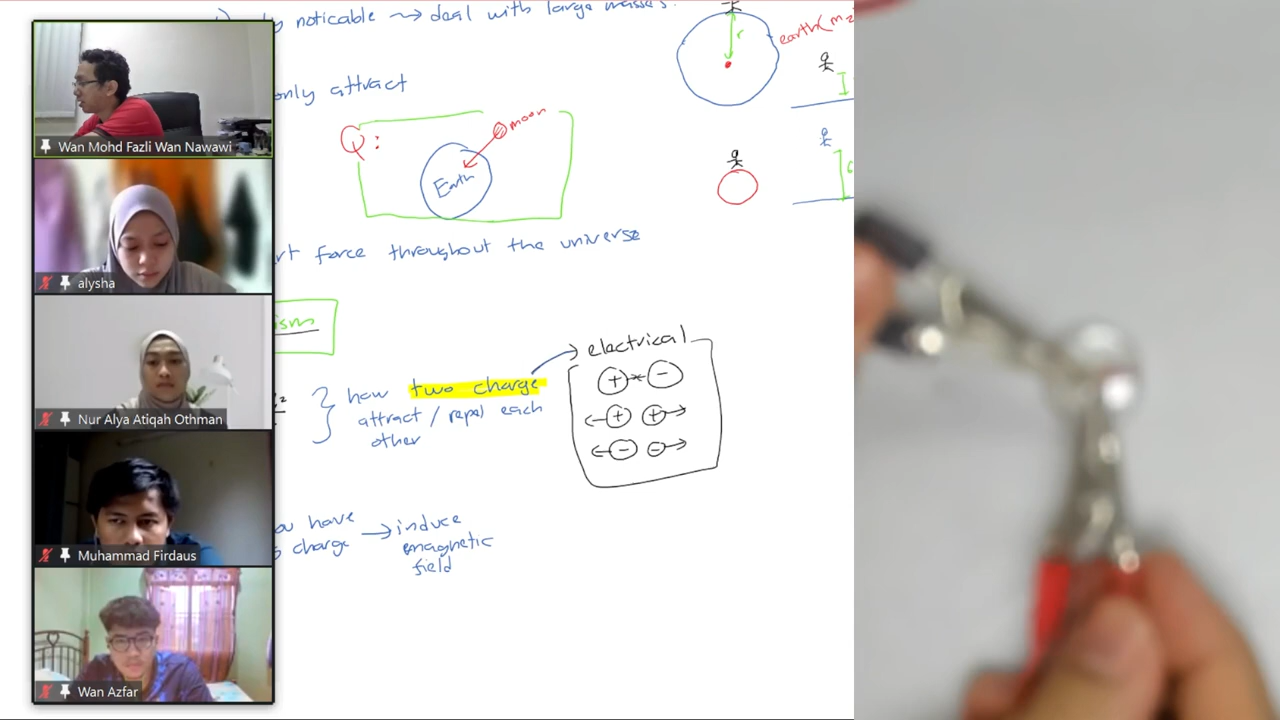 noticable → deal with large masses.
earth (m2
r
only attract
Q:
moon
Earth
force throughout the universe
ism
electrical
how two charge
attract / repel each
other
+ -
+ +
- -
have → induce
charge magnetic
field
Wan Mohd Fazli Wan Nawawi
alysha
Nur Alya Atiqah Othman
Muhammad Firdaus
Wan Azfar